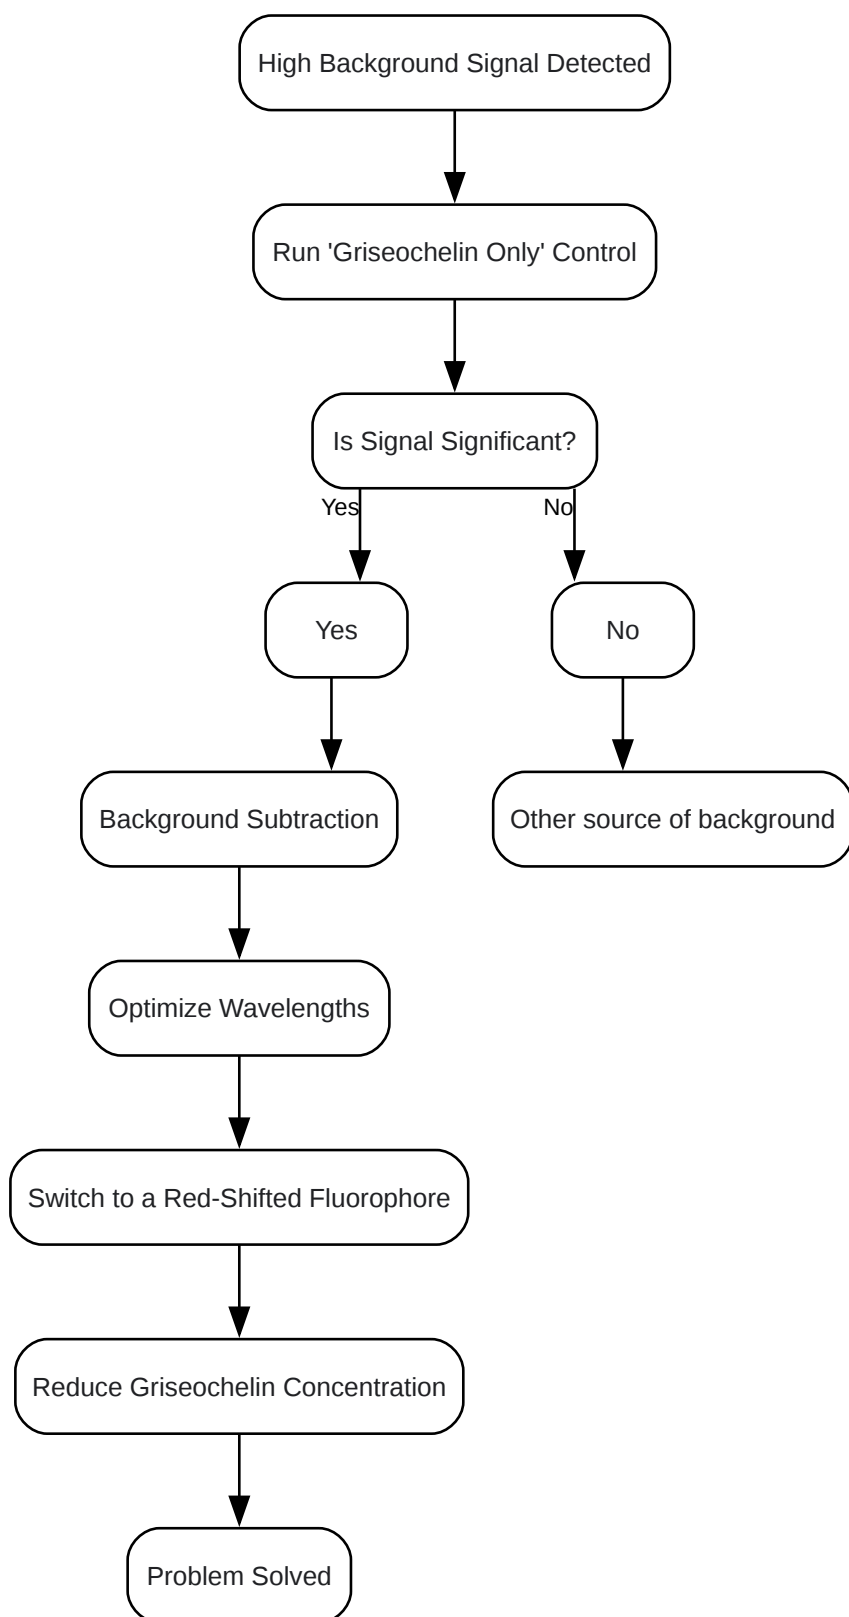 High Background Signal Detected
Run 'Griseochelin Only' Control
Is Signal Significant?
Yes
No
Yes
No
Background Subtraction
Other source of background
Optimize Wavelengths
Switch to a Red-Shifted Fluorophore
Reduce Griseochelin Concentration
Problem Solved